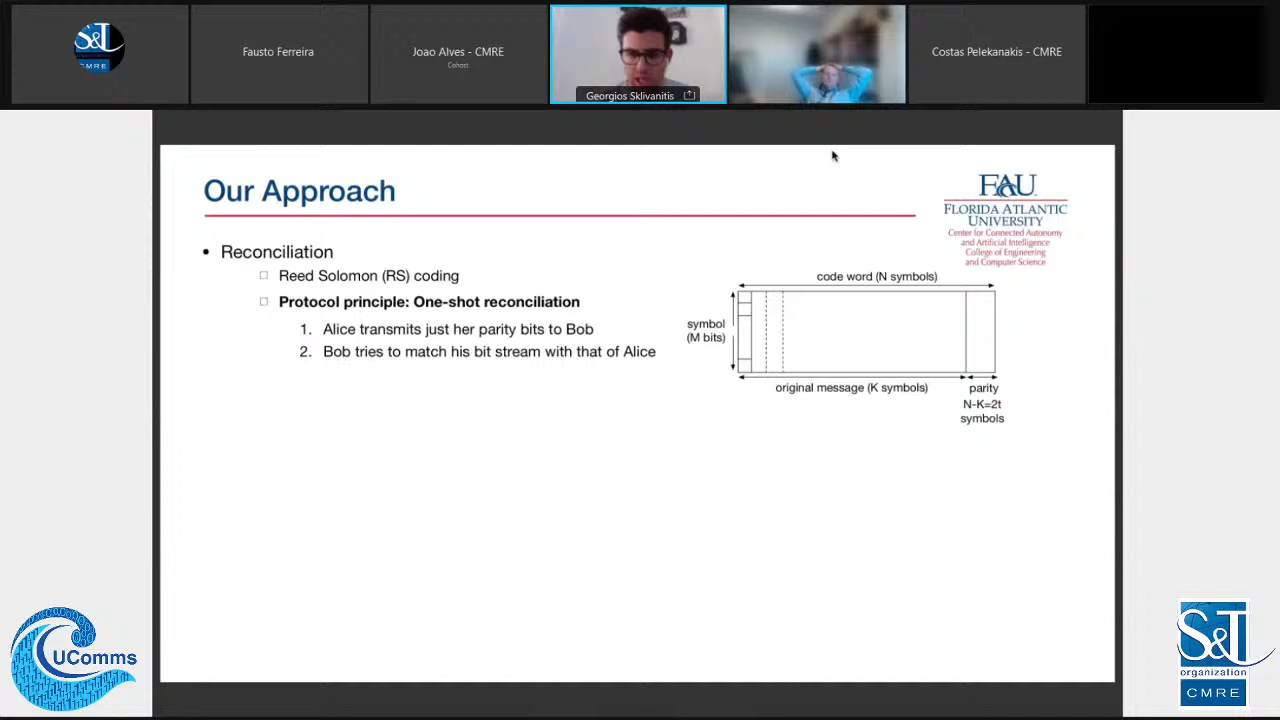 S&T
CMRE
Fausto Ferreira
Joao Alves - CMRE
Cohost
Georgios Sklivanitis
Costas Pelekanakis - CMRE
Our Approach
FAU
FLORIDA ATLANTIC
UNIVERSITY
Center for Connected Autonomy
and Artificial Intelligence
College of Engineering
and Computer Science
• Reconciliation
Reed Solomon (RS) coding
Protocol principle: One-shot reconciliation
1. Alice transmits just her parity bits to Bob
2. Bob tries to match his bit stream with that of Alice
code word (N symbols)
symbol
(M bits)
original message (K symbols)
parity
N-K=2t
symbols
UComms
S&T
organization
CMRE